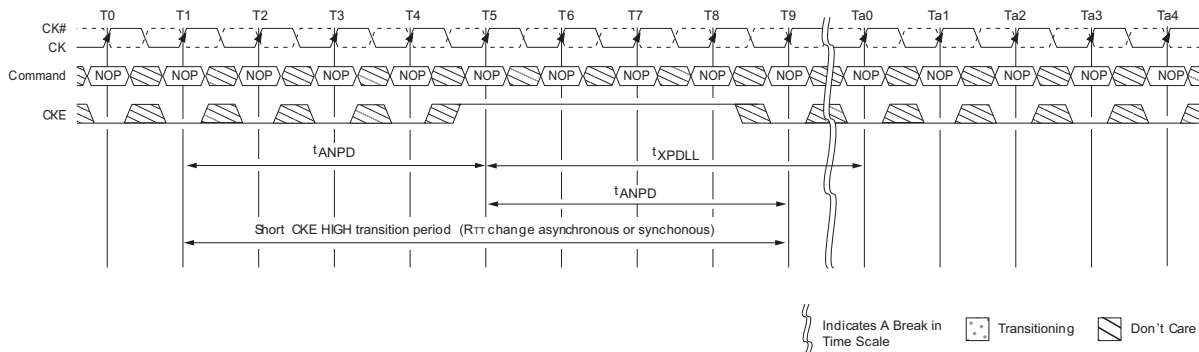 T0 T1 T2 T3 T4 T5 T6 T7 T8 T9 Ta0 Ta1 Ta2 Ta3 Ta4
CK#
CK
Command NOP NOP NOP NOP NOP NOP NOP NOP NOP NOP NOP NOP NOP NOP NOP
CKE
tANPD tXPDLL
tANPD
Short CKE HIGH transition period (RTT change asynchronous or synchonous)
Indicates A Break in
Time Scale
Transitioning
Don't Care